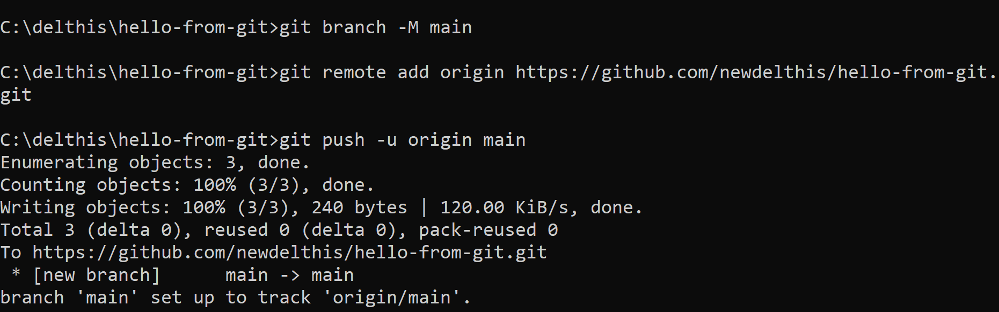 C:\delthis\hello-from-git>git branch -M main
C:\delthis\hello-from-git>git remote add origin https://github.com/newdelthis/hello-from-git.
git
C:\delthis\hello-from-git>git push -u origin main
Enumerating objects: 3, done.
Counting objects: 100% (3/3), done.
Writing objects: 100% (3/3), 240 bytes | 120.00 KiB/s, done.
Total 3 (delta 0), reused 0 (delta 0), pack-reused 0
To https://github.com/newdelthis/hello-from-git.git
 * [new branch]      main -> main
branch 'main' set up to track 'origin/main'.